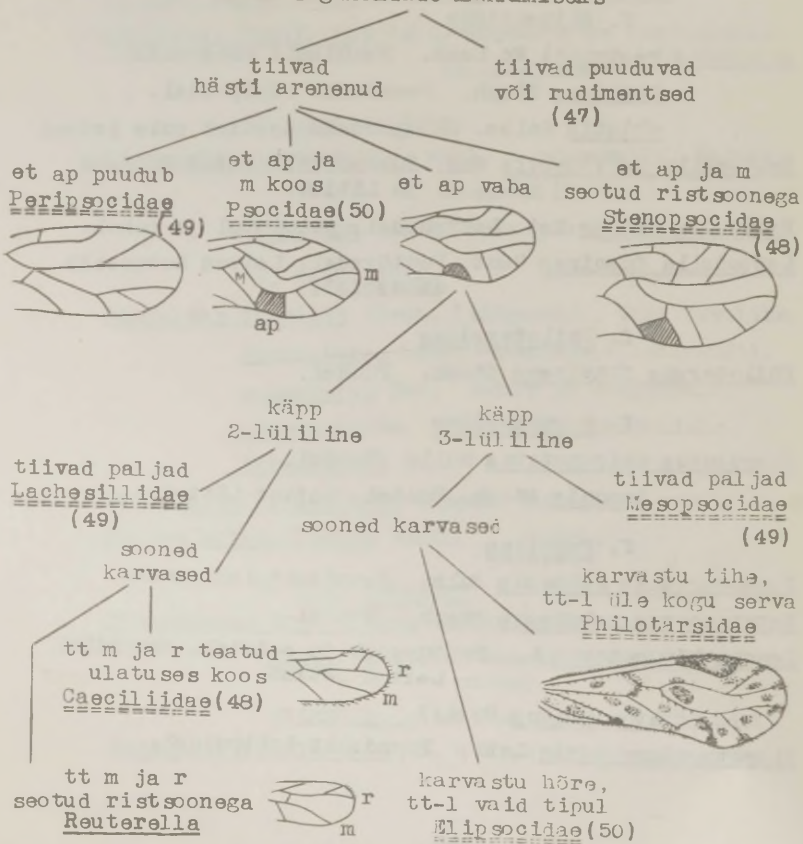 tiivad
hästi arenenud
tiivad puuduvad
või rudimentsed
(47)
et ap puudub
Peripsocidae
(49)
et ap ja
m koos
Psocidae(50)
et ap vaba
et ap ja m
seotud ristsoonega
Stenopsocidae
(48)
M
m
ap
käpp
2-lüliline
käpp
3-lüliline
tiivad paljad
Lachesillidae
(49)
tiivad paljad
Mesopsocidae
(49)
sooned karvased
sooned
karvased
karvastu tihe,
tt-l üle kogu serva
Philotarsidae
tt m ja r teatud
ulatuses koos
Caeciliidae(48)
r
m
tt m ja r
seotud ristsoonega
Reuterella
r
m
karvastu hõre,
tt-l vaid tipul
Elipsocidae(50)